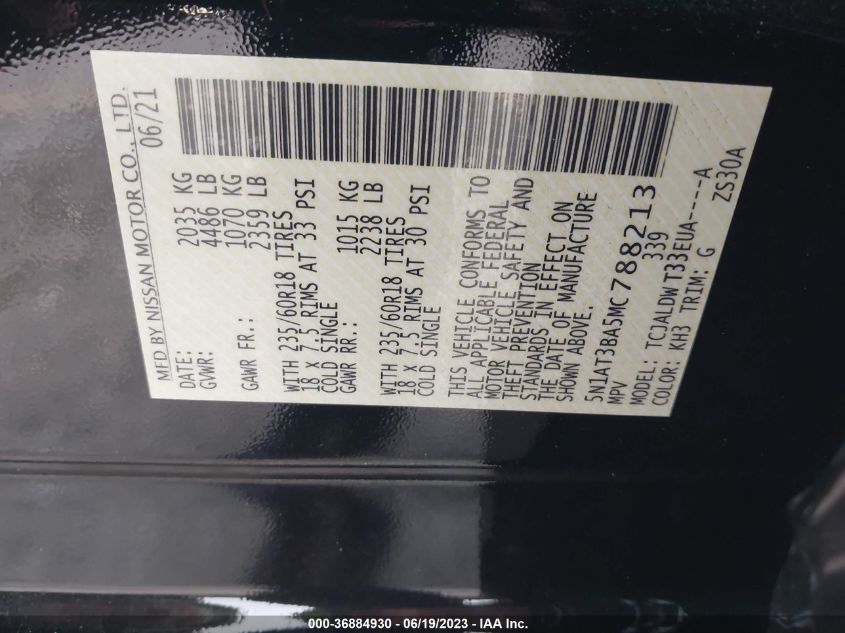 MFD BY NISSAN MOTOR CO., LTD.
DATE: 06/21
GVWR: 2035 KG
4486 LB
GAWR FR.: 1070 KG
2359 LB
WITH 235/60R18 TIRES
18 X 7.5 RIMS AT 33 PSI
COLD SINGLE
GAWR RR.: 1015 KG
2238 LB
WITH 235/60R18 TIRES
18 X 7.5 RIMS AT 30 PSI
COLD SINGLE
THIS VEHICLE CONFORMS TO
ALL APPLICABLE FEDERAL
MOTOR VEHICLE SAFETY AND
THEFT PREVENTION
STANDARDS IN EFFECT ON
THE DATE OF MANUFACTURE
SHOWN ABOVE.
5N1AT3BA5MC788213
MPV 339
MODEL: TCJALDW T33EUA-----A
COLOR: KH3 TRIM: G ZS30A
000-36884930 - 06/19/2023 - IAA Inc.